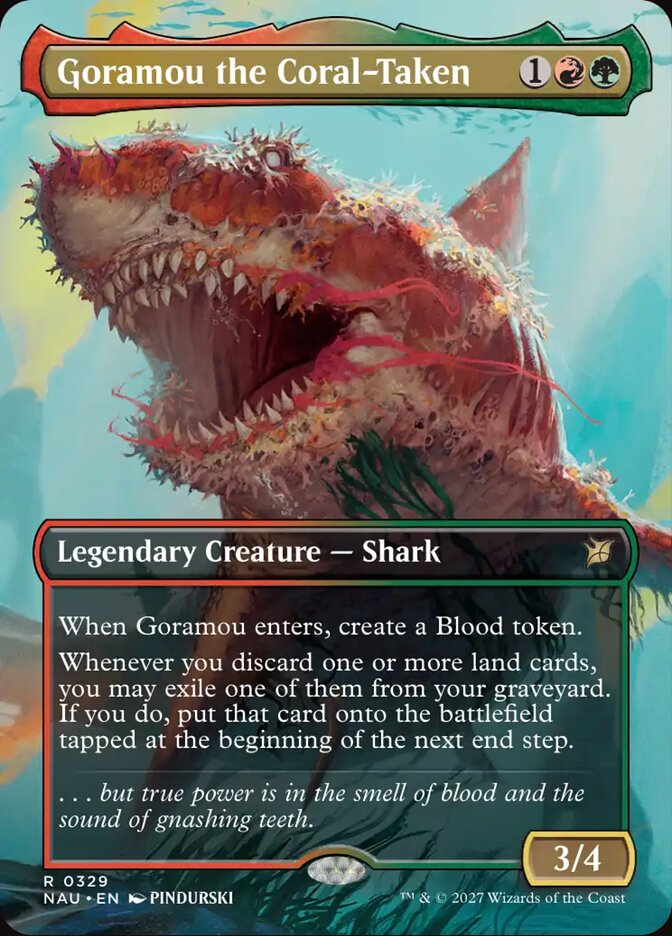 Goramou the Coral-Taken 1
Legendary Creature — Shark
When Goramou enters, create a Blood token.
Whenever you discard one or more land cards,
you may exile one of them from your graveyard.
If you do, put that card onto the battlefield
tapped at the beginning of the next end step.
. . . but true power is in the smell of blood and the
sound of gnashing teeth.
3/4
R 0329
NAU • EN PINDURSKI
™ & © 2027 Wizards of the Coast